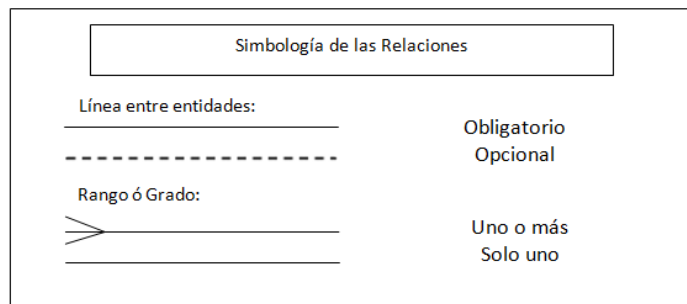 Simbología de las Relaciones
Línea entre entidades:
Obligatorio
Opcional
Rango ó Grado:
Uno o más
Solo uno